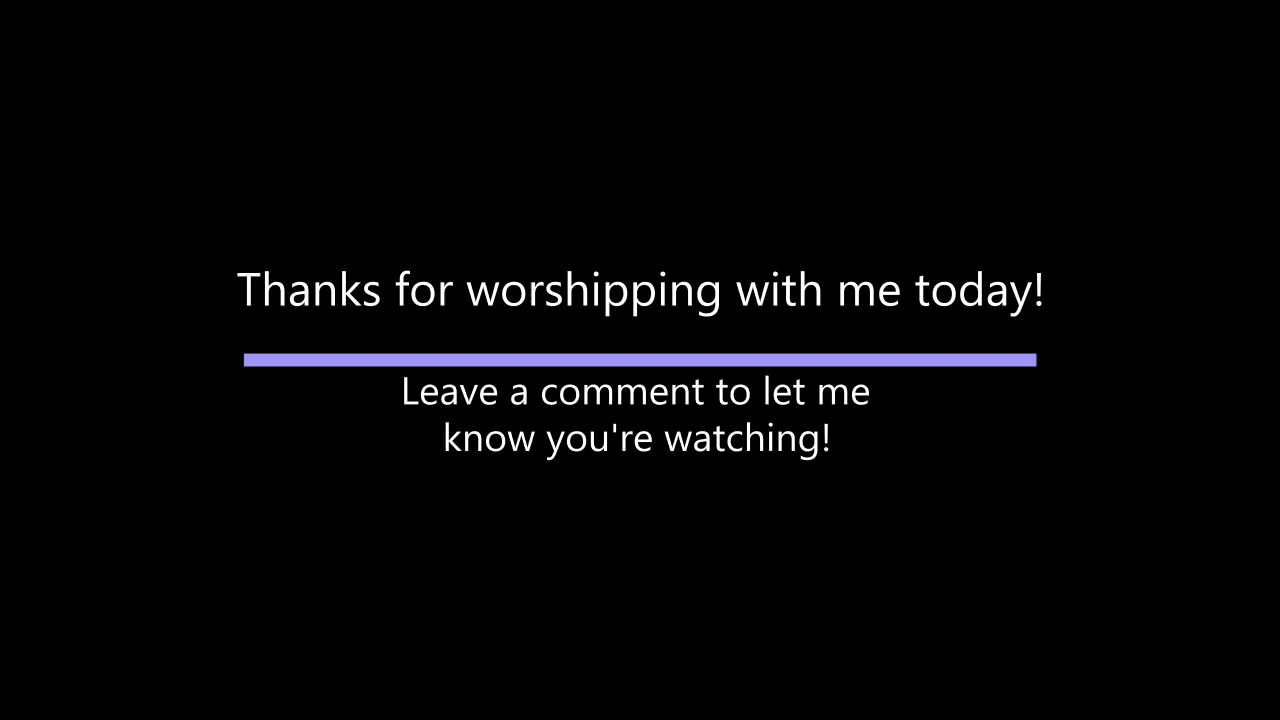 Thanks for worshipping with me today!
Leave a comment to let me
know you're watching!